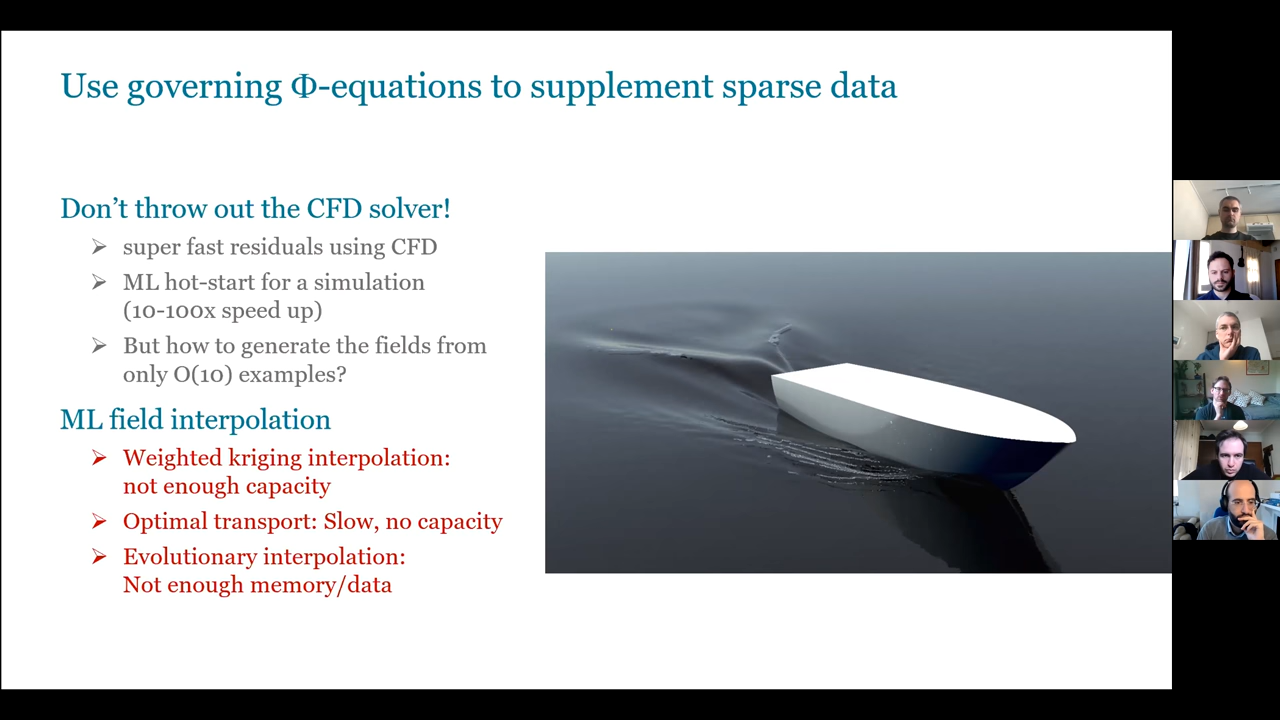 Use governing Φ-equations to supplement sparse data
Don’t throw out the CFD solver!
➢ super fast residuals using CFD
➢ ML hot-start for a simulation
(10-100x speed up)
➢ But how to generate the fields from
only O(10) examples?
ML field interpolation
➢ Weighted kriging interpolation:
not enough capacity
➢ Optimal transport: Slow, no capacity
➢ Evolutionary interpolation:
Not enough memory/data